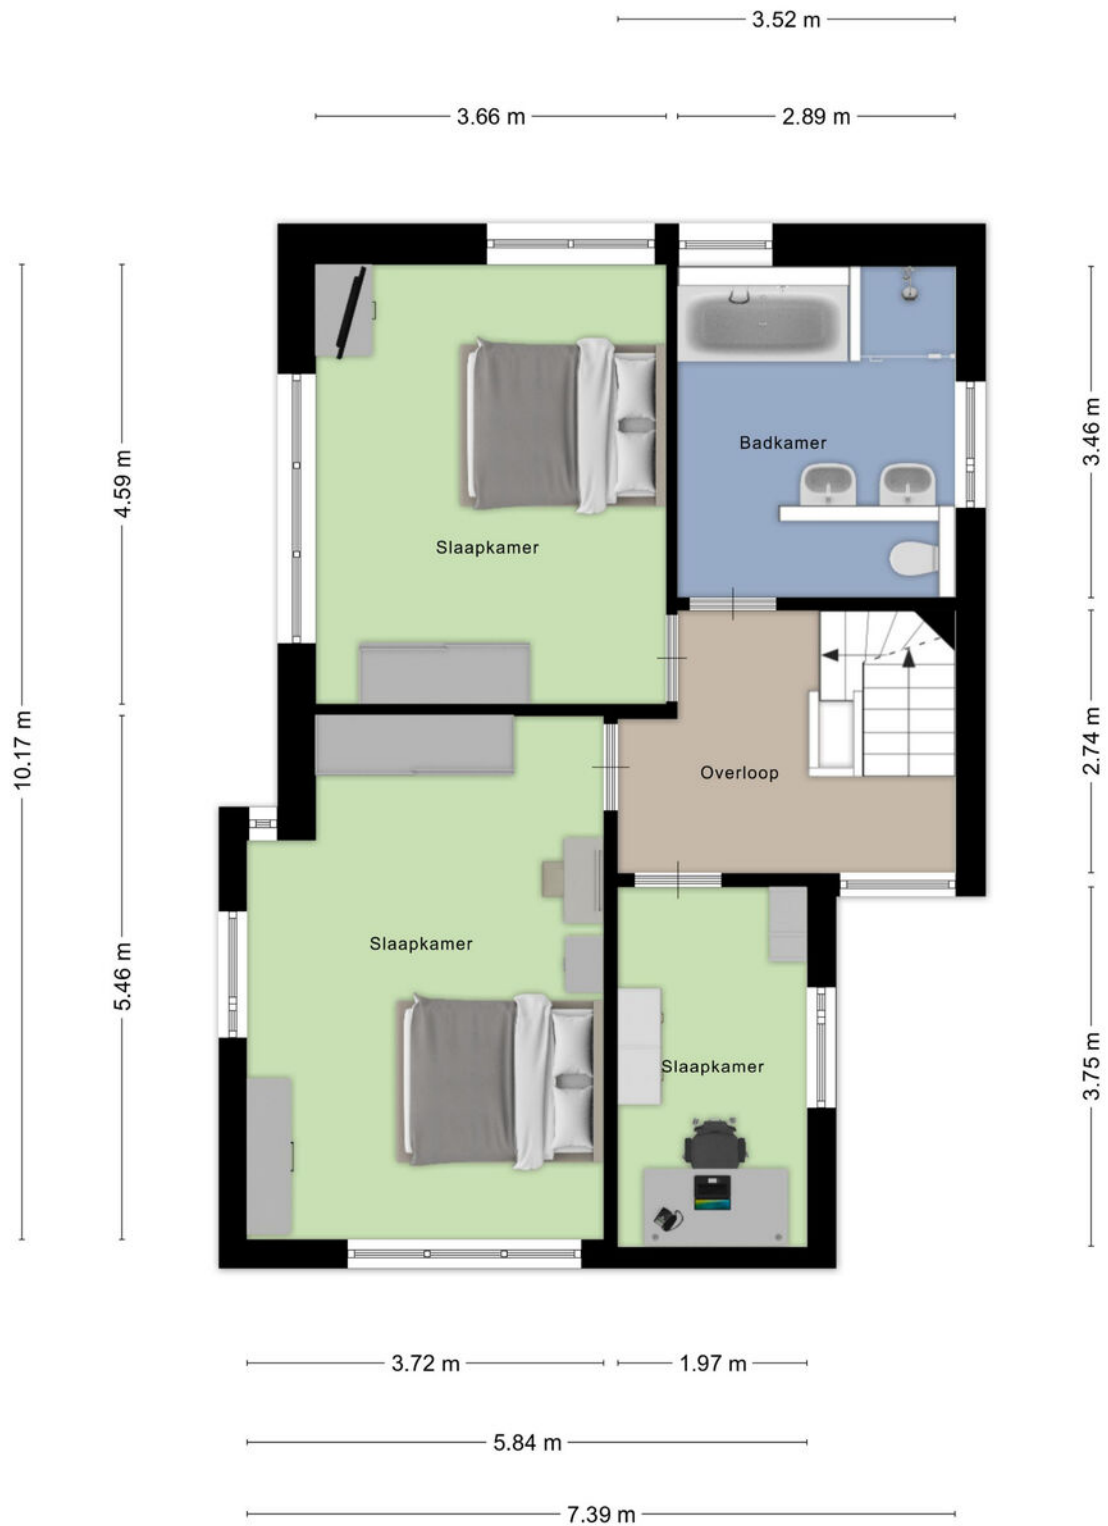 3.52 m
3.66 m
2.89 m
Badkamer
3.46 m
4.59 m
Slaapkamer
10.17 m
2.74 m
Overloop
Slaapkamer
5.46 m
Slaapkamer
3.75 m
3.72 m
1.97 m
5.84 m
7.39 m